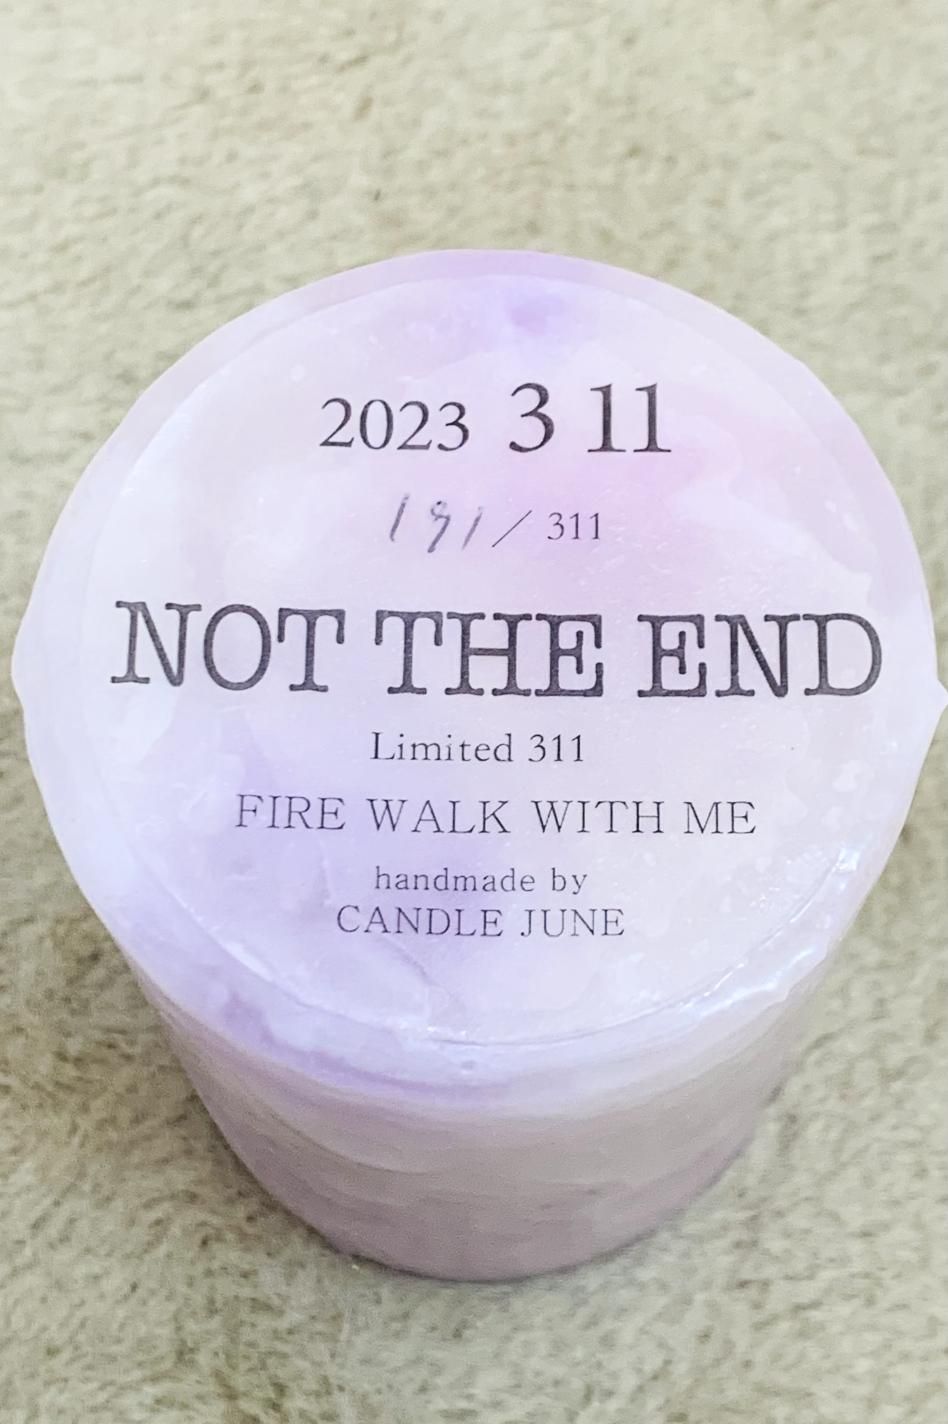 2023 3 11
191 / 311
NOT THE END
Limited 311
FIRE WALK WITH ME
handmade by
CANDLE JUNE